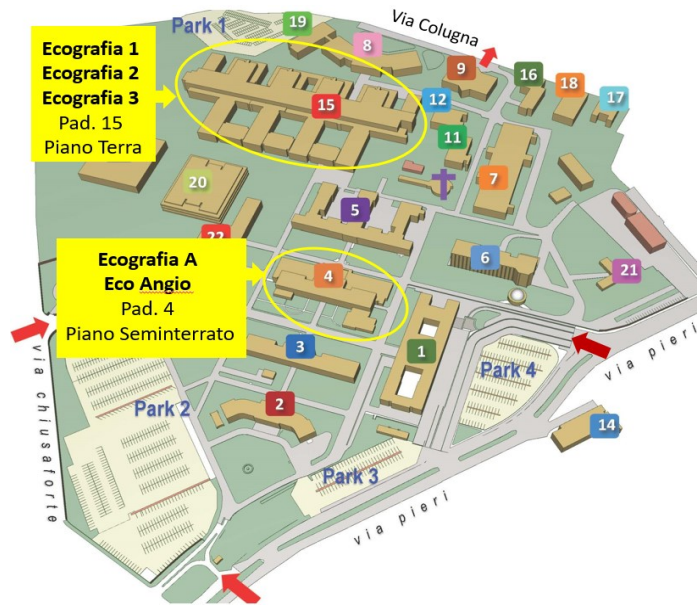 Park 1
19
8
Via Colugna
9
16
18
17
Ecografia 1
Ecografia 2
Ecografia 3
Pad. 15
Piano Terra
15
12
11
7
20
5
22
6
21
Ecografia A
Eco Angio
Pad. 4
Piano Seminterrato
4
3
1
Park 4
via pieri
via chiusaforte
Park 2
2
14
Park 3
via pieri